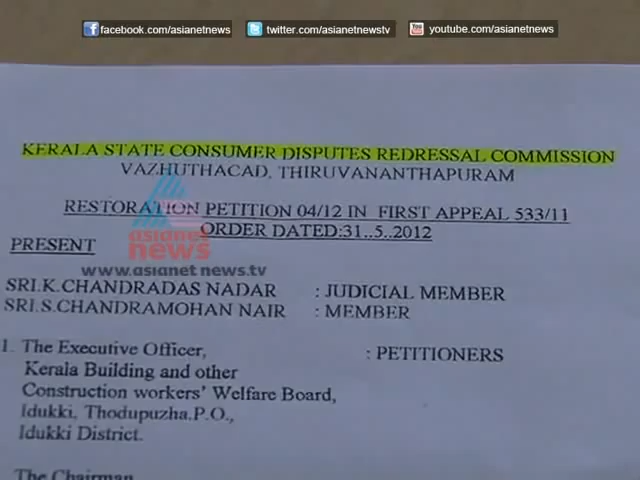 facebook.com/asianetnews twitter.com/asianetnewstv You Tube youtube.com/asianetnews
KERALA STATE CONSUMER DISPUTES REDRESSAL COMMISSION
VAZHUTHACAD, THIRUVANANTHAPURAM
RESTORATION PETITION 04/12 IN FIRST APPEAL 533/11
ORDER DATED:31..5..2012
asianet
news
www.asianetnews.tv
PRESENT
SRI.K.CHANDRADAS NADAR : JUDICIAL MEMBER
SRI.S.CHANDRAMOHAN NAIR : MEMBER
1. The Executive Officer, : PETITIONERS
Kerala Building and other
Construction workers' Welfare Board,
Idukki, Thodupuzha.P.O.,
Idukki District.
The Chairman